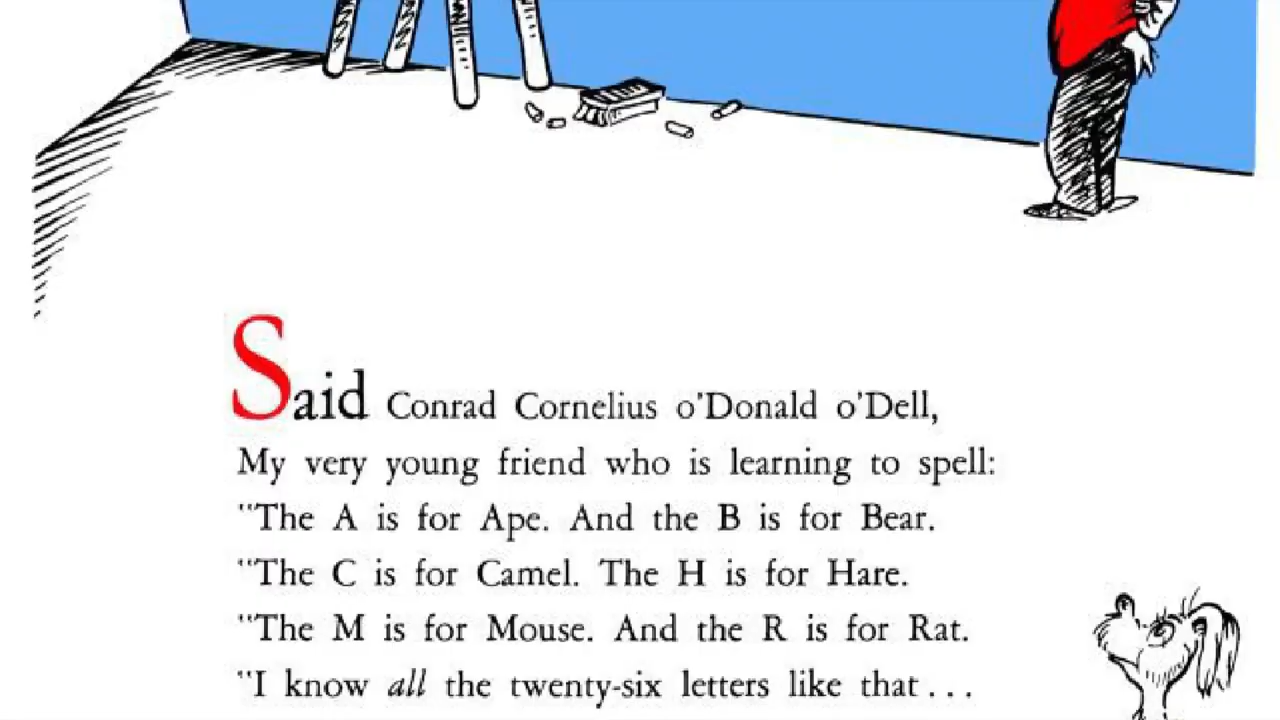 Said Conrad Cornelius o'Donald o'Dell,
My very young friend who is learning to spell:
"The A is for Ape. And the B is for Bear.
"The C is for Camel. The H is for Hare.
"The M is for Mouse. And the R is for Rat.
"I know all the twenty-six letters like that...